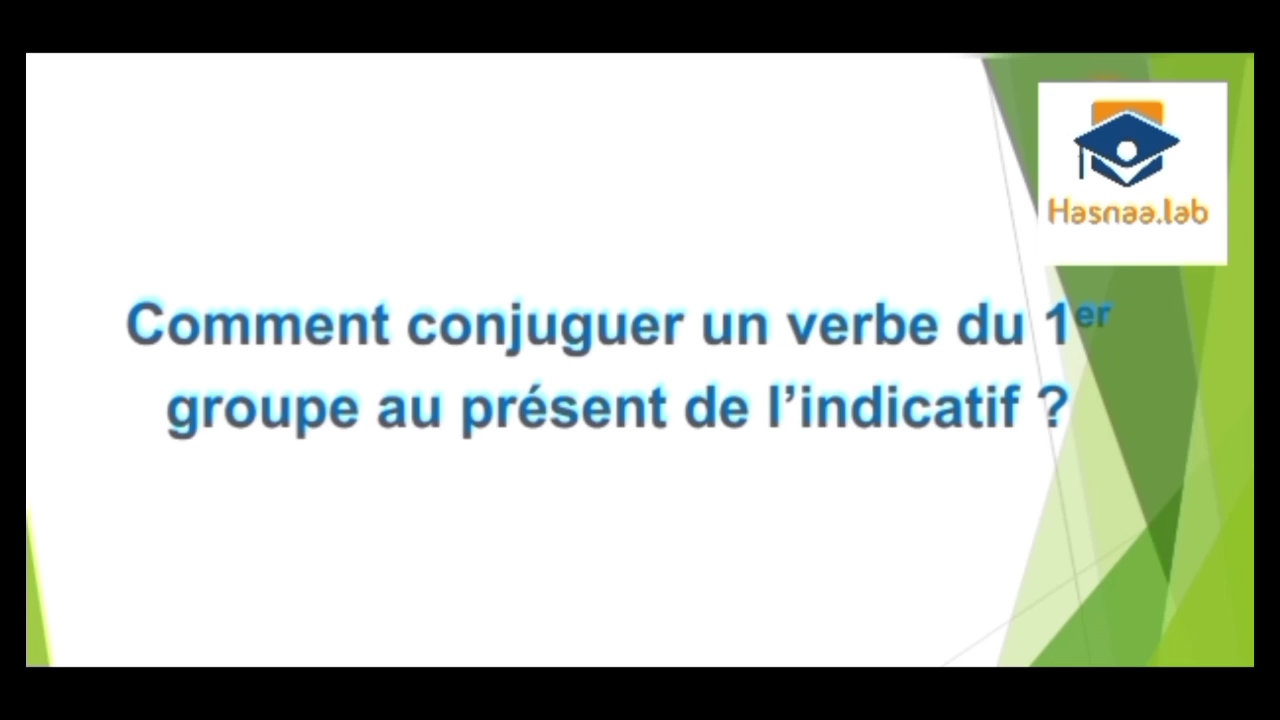 Hasnaa.lab
Comment conjuguer un verbe du 1er
groupe au présent de l’indicatif ?